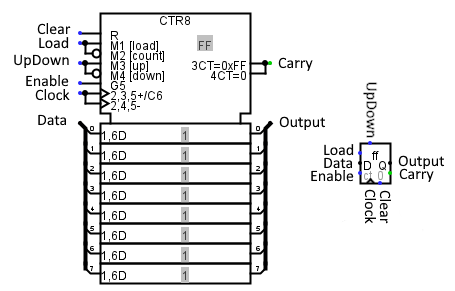 CTR8
Clear
R
Load
M1 [load]
FF
M2 [count]
UpDown
M3 [up]
3CT=0xFF
Carry
M4 [down]
4CT=0
Enable
G5
Clock
2,3,5+/C6
2,4,5-
Data
Output
0
1,6D
1
0
1
1,6D
1
1
2
1,6D
1
2
3
1,6D
1
3
4
1,6D
1
4
5
1,6D
1
5
6
1,6D
1
6
7
1,6D
1
7
UpDown
ff
Load
Data
D
Q
Output
Enable
ct
0
Carry
Clock
Clear